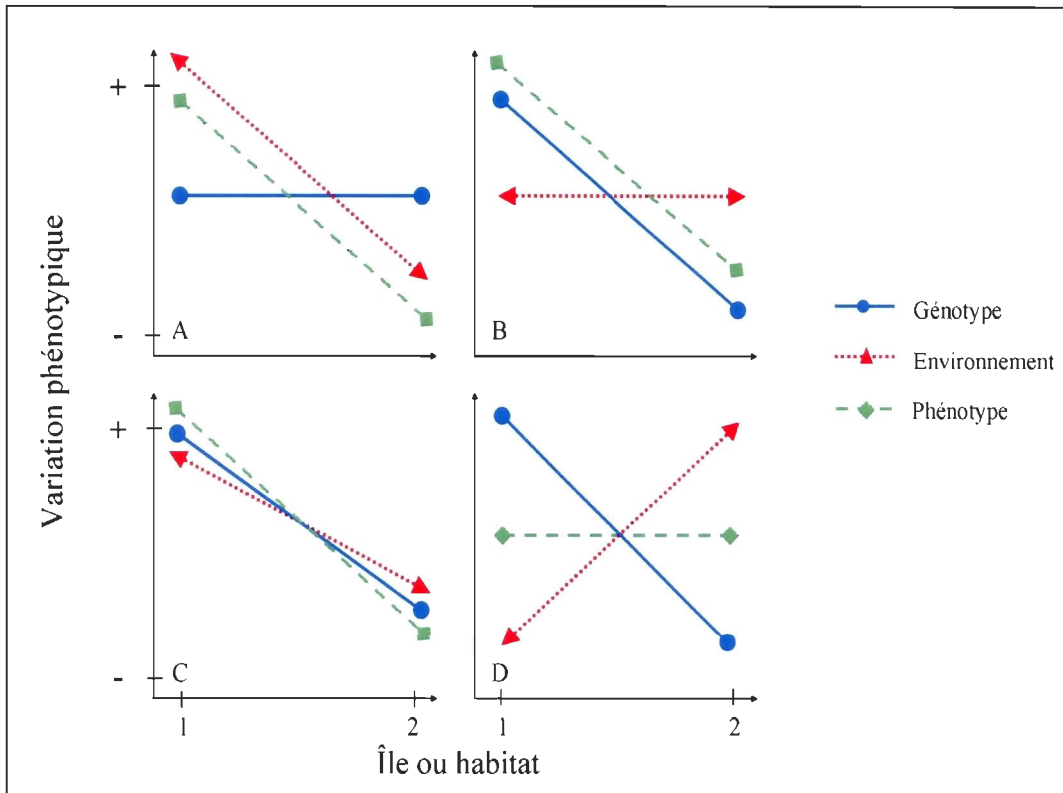 +
-
A
B
+
-
C
D
Variation phénotypique
1
2
1
2
Île ou habitat
Génotype
Environnement
Phénotype